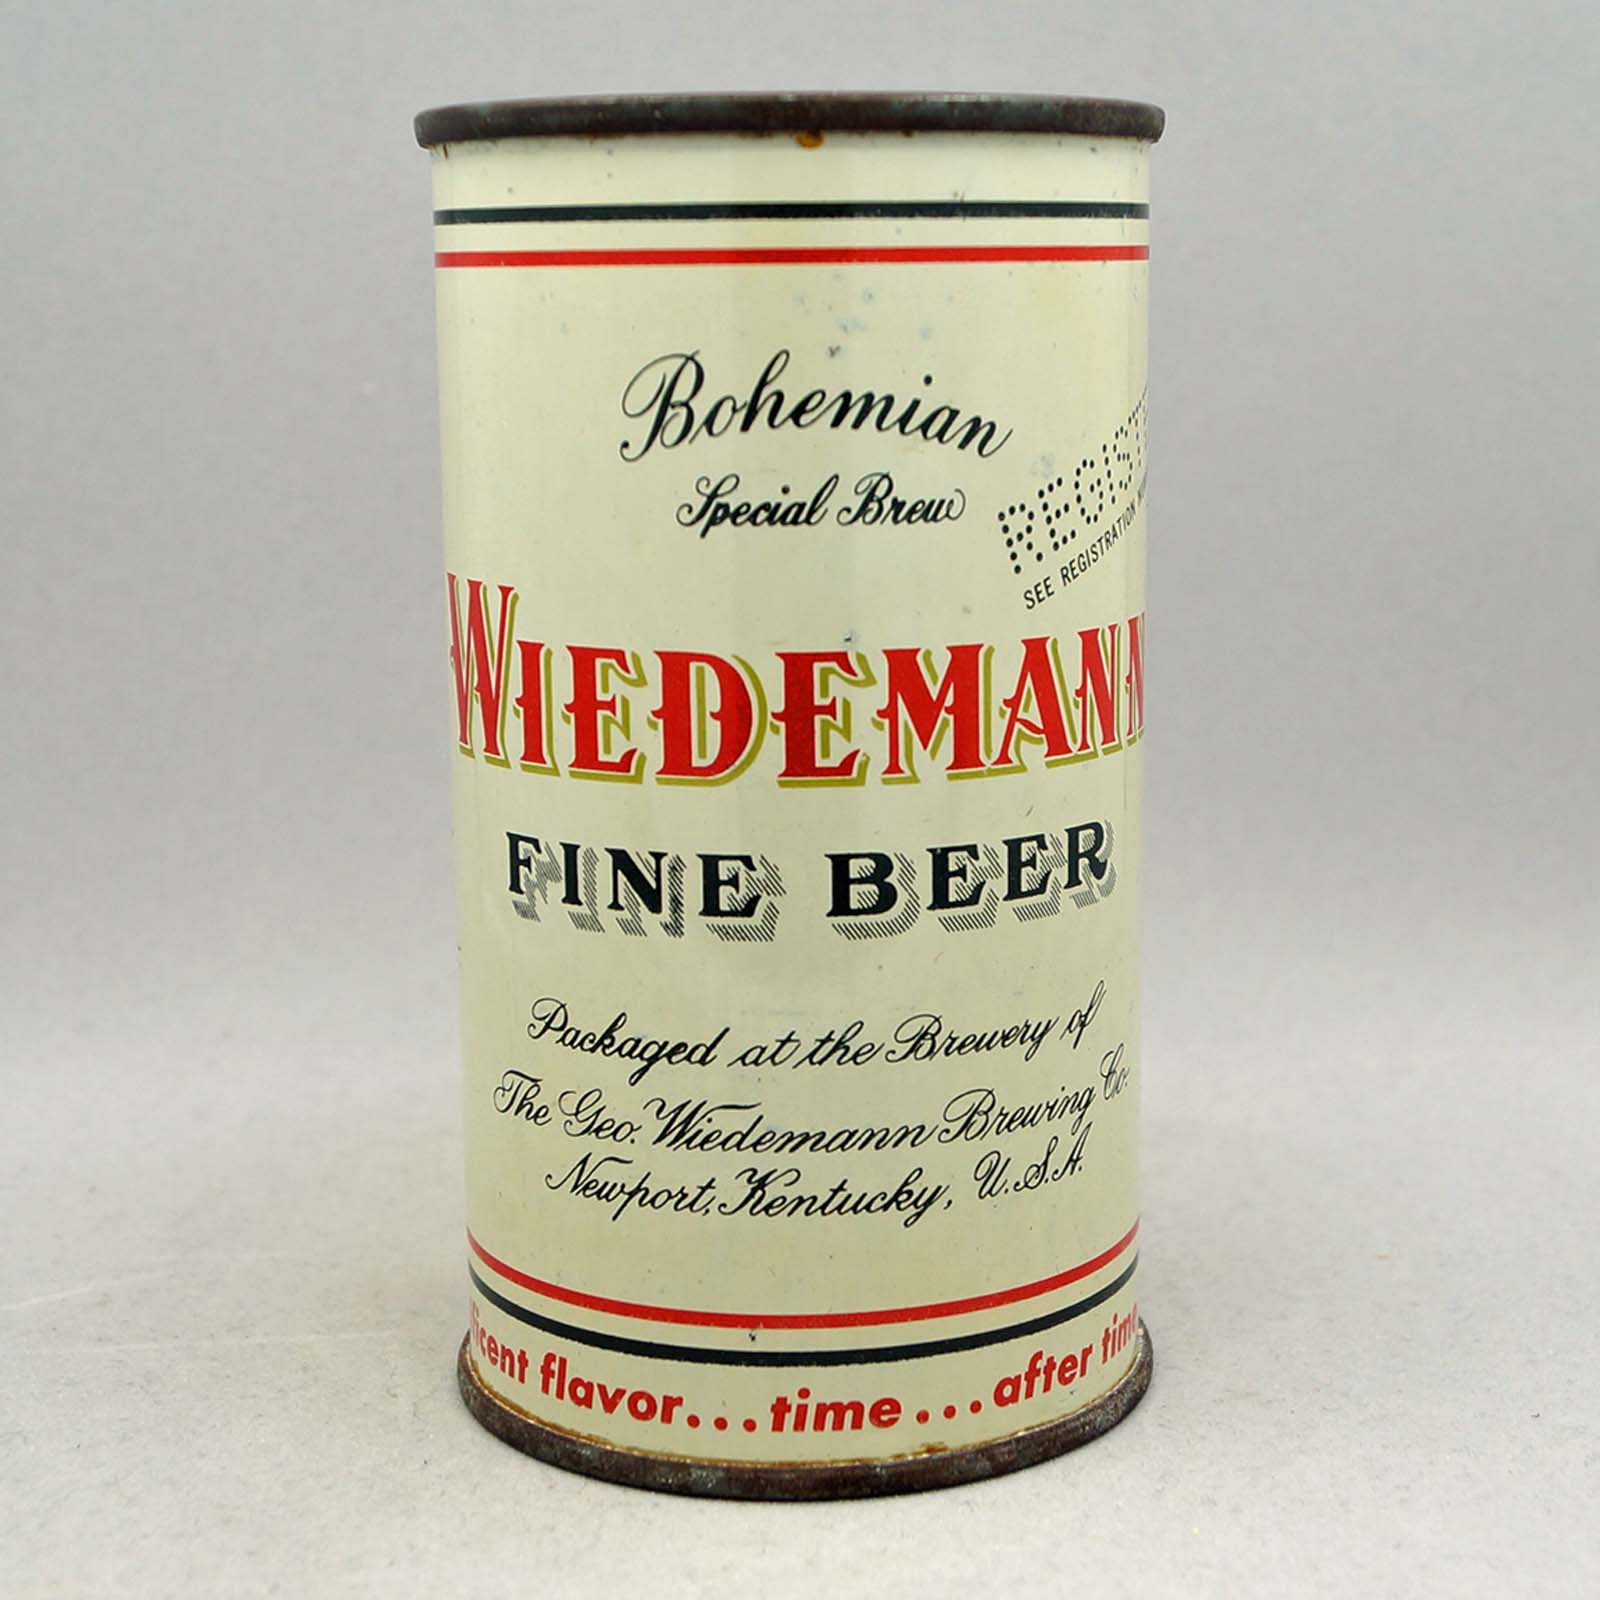 Bohemian
Special Brew
SEE REGISTRATION
WIEDEMANN
FINE BEER
Packaged at the Brewery of
The Geo. Wiedemann Brewing Co.
Newport, Kentucky, U.S.A.
flavor...time...after time